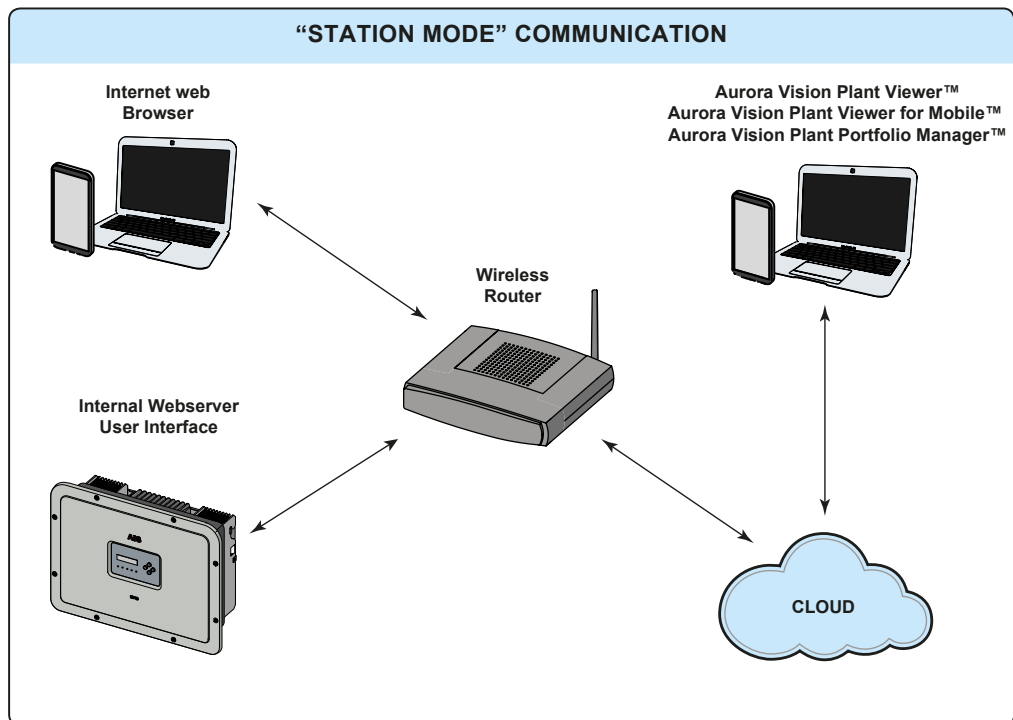 “STATION MODE” COMMUNICATION
Internet web
Browser
Aurora Vision Plant Viewer™
Aurora Vision Plant Viewer for Mobile™
Aurora Vision Plant Portfolio Manager™
Wireless
Router
Internal Webserver
User Interface
ABB
CLOUD